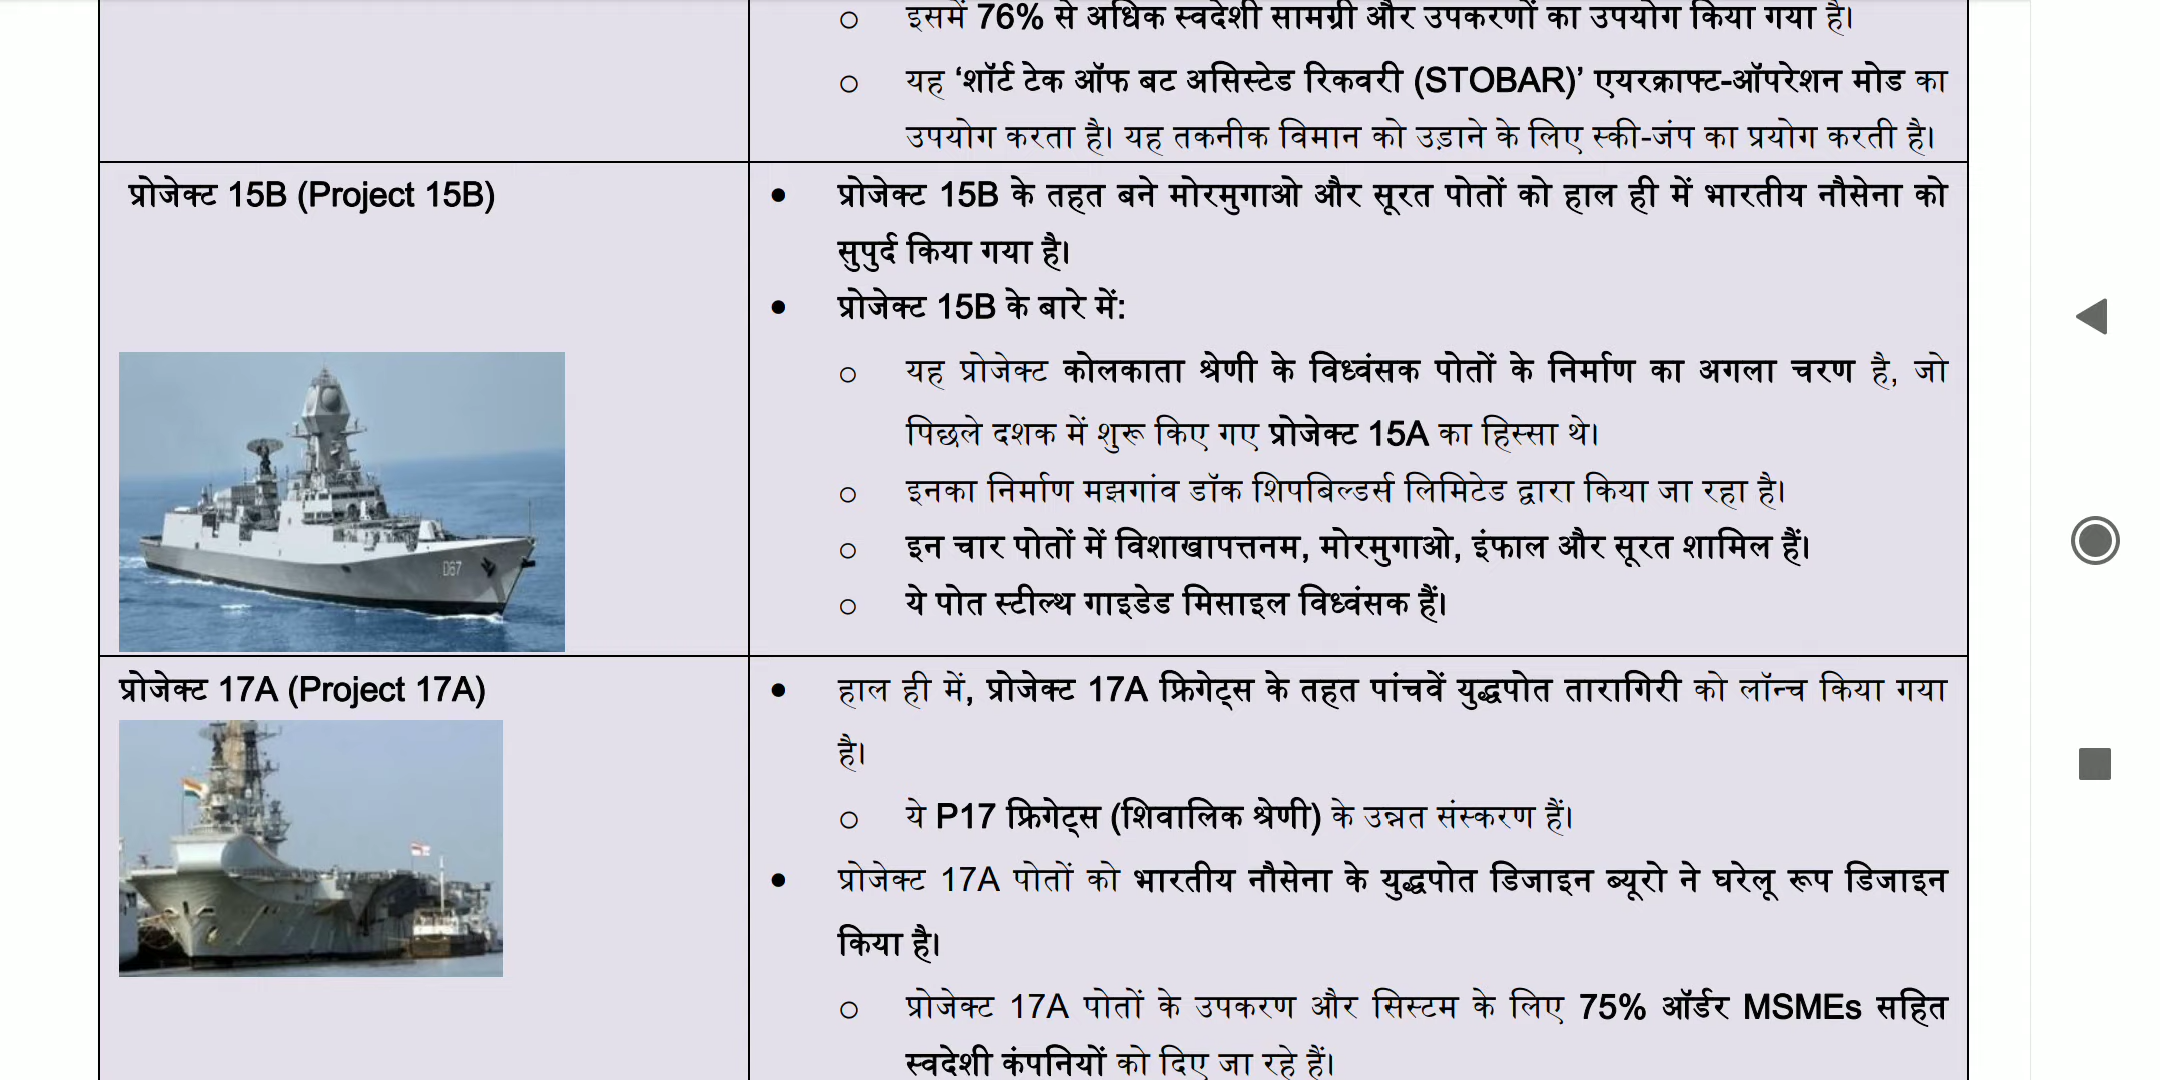 इसमें 76% से अधिक स्वदेशी सामग्री और उपकरणों का उपयोग किया गया है।
यह ‘शॉर्ट टेक ऑफ बट असिस्टेड रिकवरी (STOBAR)’ एयरक्राफ्ट-ऑपरेशन मोड का
उपयोग करता है। यह तकनीक विमान को उड़ाने के लिए स्की-जंप का प्रयोग करती है।
प्रोजेक्ट 15B (Project 15B)
D67
प्रोजेक्ट 15B के तहत बने मोरमुगाओ और सूरत पोतों को हाल ही में भारतीय नौसेना को
सुपुर्द किया गया है।
प्रोजेक्ट 15B के बारे में:
यह प्रोजेक्ट कोलकाता श्रेणी के विध्वंसक पोतों के निर्माण का अगला चरण है, जो
पिछले दशक में शुरू किए गए प्रोजेक्ट 15A का हिस्सा थे।
इनका निर्माण मझगांव डॉक शिपबिल्डर्स लिमिटेड द्वारा किया जा रहा है।
इन चार पोतों में विशाखापत्तनम, मोरमुगाओ, इंफाल और सूरत शामिल हैं।
ये पोत स्टील्थ गाइडेड मिसाइल विध्वंसक हैं।
प्रोजेक्ट 17A (Project 17A)
हाल ही में, प्रोजेक्ट 17A फ्रिगेट्स के तहत पांचवें युद्धपोत तारागिरी को लॉन्च किया गया
है।
ये P17 फ्रिगेट्स (शिवालिक श्रेणी) के उन्नत संस्करण हैं।
प्रोजेक्ट 17A पोतों को भारतीय नौसेना के युद्धपोत डिजाइन ब्यूरो ने घरेलू रूप डिजाइन
किया है।
प्रोजेक्ट 17A पोतों के उपकरण और सिस्टम के लिए 75% ऑर्डर MSMEs सहित
स्वदेशी कंपनियों को दिए जा रहे हैं।